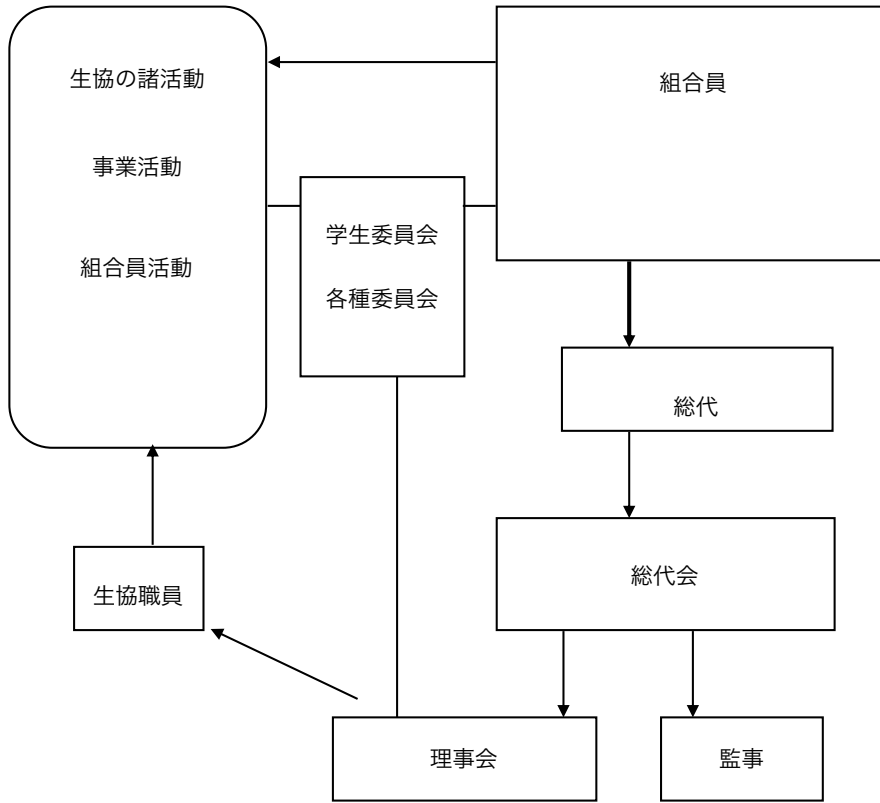 生協の諸活動
事業活動
組合員活動
組合員
学生委員会
各種委員会
総代
総代会
生協職員
理事会
監事